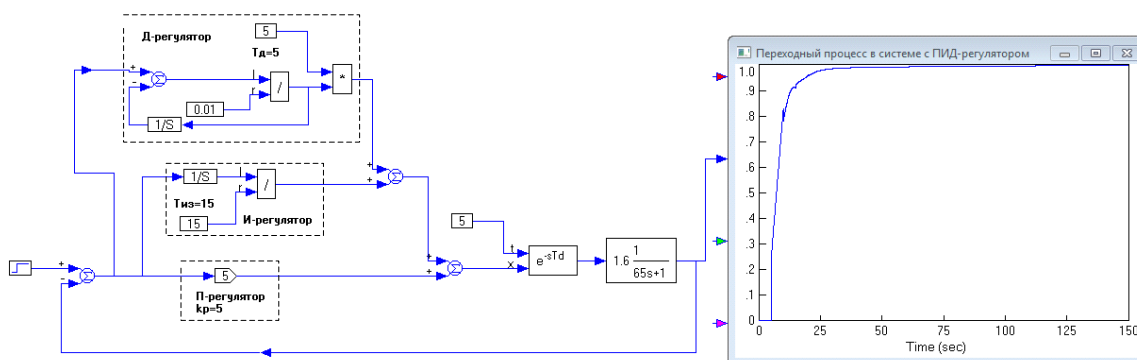 Д-регулятор
Tд=5
5
+
-
Σ
l
r
/
*
0.01
1/S
1/S
l
r
/
Tиз=15
15
И-регулятор
+
+
Σ
5
+
-
Σ
5
П-регулятор
kp=5
+
+
Σ
t
x
e-sTd
1.6 1
65s+1
Переходный процесс в системе с ПИД-регулятором
1.0
.9
.8
.7
.6
.5
.4
.3
.2
.1
0
0
25
50
75
100
125
150
Time (sec)